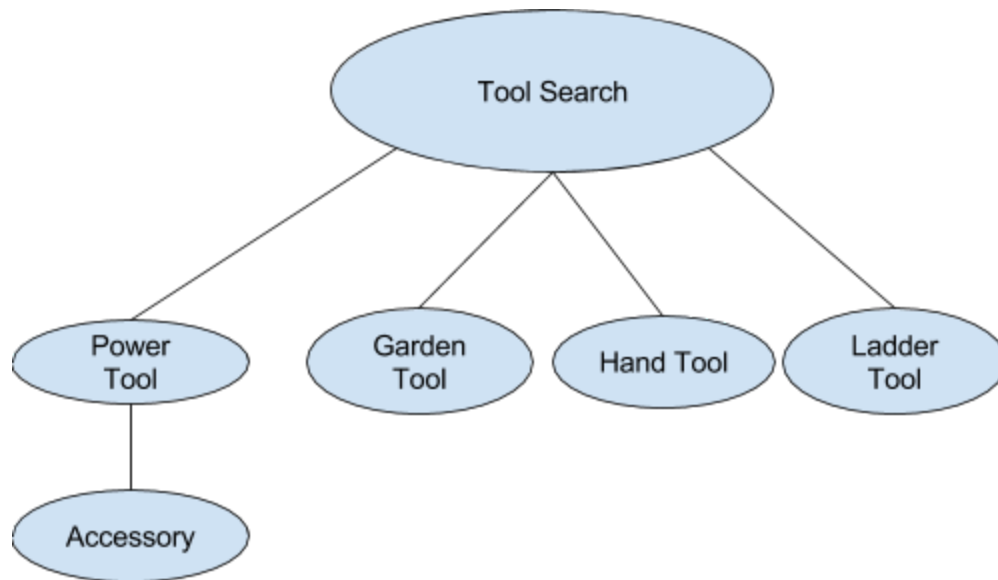 Tool Search
Power
Tool
Garden
Tool
Hand Tool
Ladder
Tool
Accessory